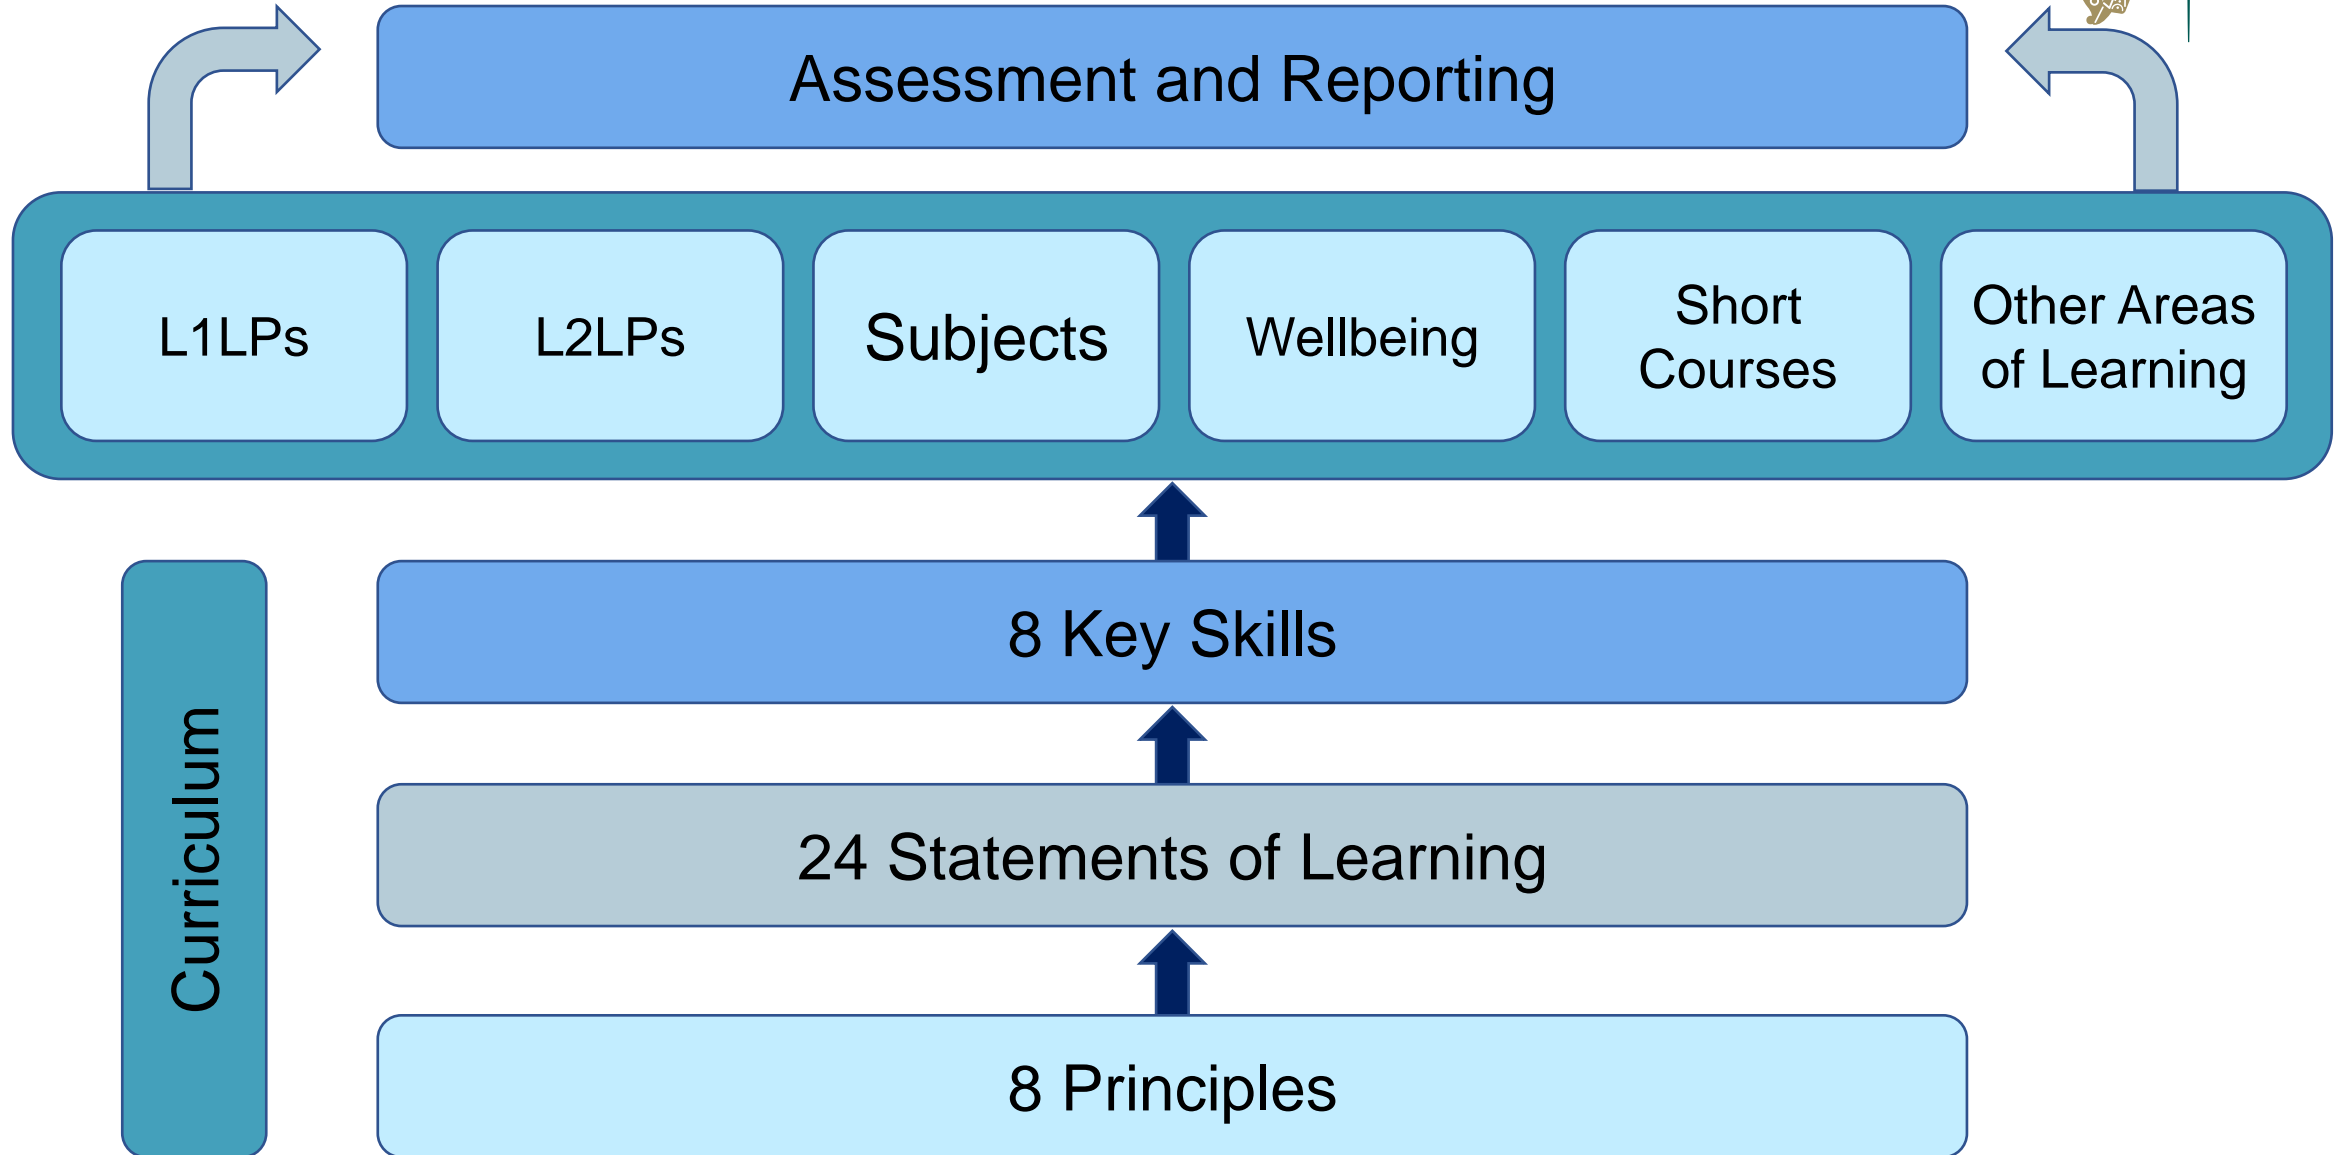 Assessment and Reporting
L1LPs
L2LPs
Subjects
Wellbeing
Short
Courses
Other Areas
of Learning
Curriculum
8 Key Skills
24 Statements of Learning
8 Principles